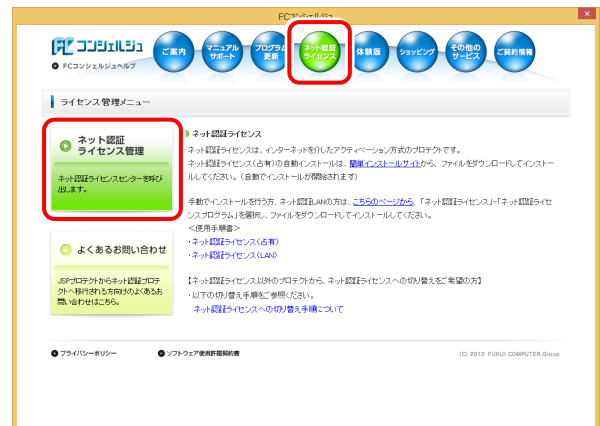 FCコンシェルジュ
FCコンシェルジュ
FCコンシェルジュヘルプ
ご案内
マニュアル
サポート
プログラム
更新
ネット認証
ライセンス
体験版
ショッピング
その他の
サービス
ご契約情報
ライセンス管理メニュー
ネット認証
ライセンス管理
ネット認証ライセンスセンターを呼び
出します。
よくあるお問い合わせ
JSPプロテクトからネット認証プロテ
クトへ移行される方向けのよくあるお
問い合わせはこちら。
ネット認証ライセンス
ネット認証ライセンスは、インターネットを介したアクティベーション方式のプロテクトです。
ネット認証ライセンス(占有)の自動インストールは、簡単インストールサイトから、ファイルをダウンロードしてインストー
ルしてください。(自動でインストールが開始されます)
手動でインストールを行う方、ネット認証LANの方は、こちらのページから、「ネット認証ライセンス」-「ネット認証ライセ
ンスプログラム」を選択し、ファイルをダウンロードしてインストールしてください。
<使用手順書>
・ネット認証ライセンス(占有)
・ネット認証ライセンス(LAN)
【ネット認証ライセンス以外のプロテクトから、ネット認証ライセンスへの切り替えをご希望の方】
・以下の切り替え手順をご参照ください。
ネット認証ライセンスへの切り替え手順について
プライバシーポリシー
ソフトウェア使用許諾契約書
(C) 2012 FUKUI COMPUTER Group